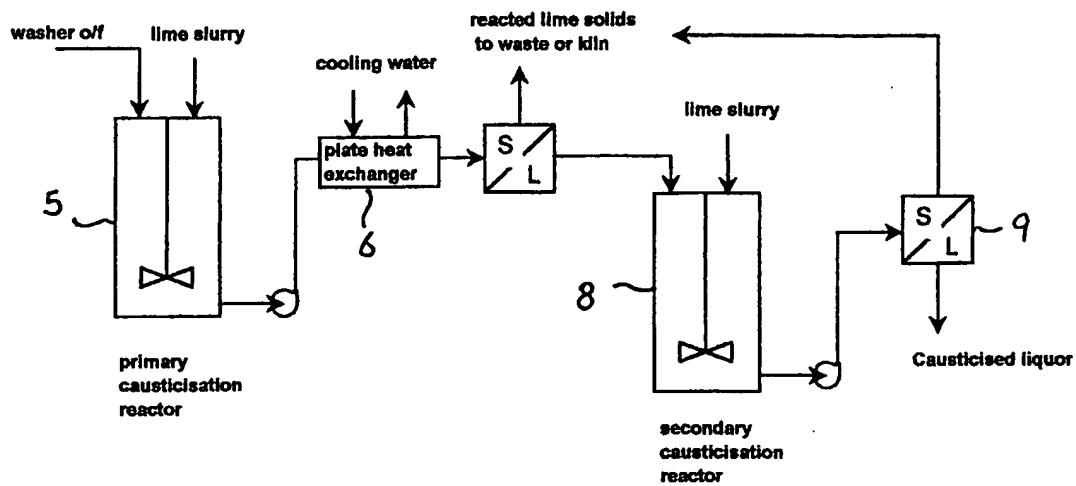 washer o/f
lime slurry
cooling water
reacted lime solids
to waste or kiln
plate heat
exchanger
S
L
lime slurry
S
L
5
6
8
9
primary
causticisation
reactor
secondary
causticisation
reactor
Causticised liquor